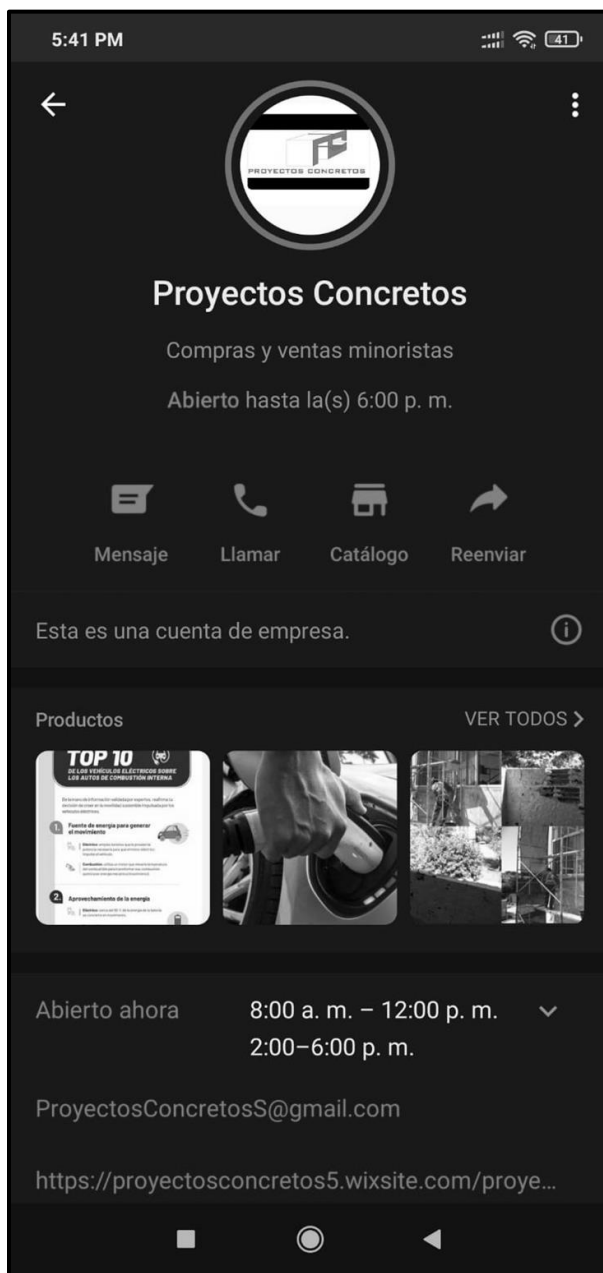 5:41 PM
41
PROYECTOS CONCRETOS
Proyectos Concretos
Compras y ventas minoristas
Abierto hasta la(s) 6:00 p. m.
Mensaje Llamar Catálogo Reenviar
Esta es una cuenta de empresa.
Productos VER TODOS >
TOP 10
DE LOS VEHÍCULOS ELÉCTRICOS SOBRE
LOS AUTOS DE COMBUSTIÓN INTERNA
1. Fuente de energía para generar
el movimiento
2. Aprovechamiento de la energía
Abierto ahora 8:00 a. m. – 12:00 p. m.
2:00–6:00 p. m.
ProyectosConcretosS@gmail.com
https://proyectosconcretos5.wixsite.com/proye...